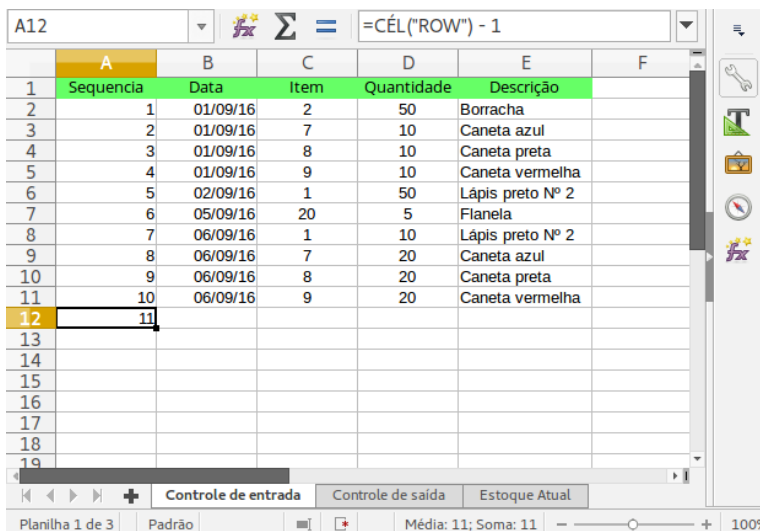 A12 fx Σ = =CÉL("ROW") - 1
A B C D E F
1 Sequencia Data Item Quantidade Descrição
2 1 01/09/16 2 50 Borracha
3 2 01/09/16 7 10 Caneta azul
4 3 01/09/16 8 10 Caneta preta
5 4 01/09/16 9 10 Caneta vermelha
6 5 02/09/16 1 50 Lápis preto Nº 2
7 6 05/09/16 20 5 Flanela
8 7 06/09/16 1 10 Lápis preto Nº 2
9 8 06/09/16 7 20 Caneta azul
10 9 06/09/16 8 20 Caneta preta
11 10 06/09/16 9 20 Caneta vermelha
12 11
13
14
15
16
17
18
19
Controle de entrada Controle de saída Estoque Atual
Planilha 1 de 3 Padrão Média: 11; Soma: 11 100%